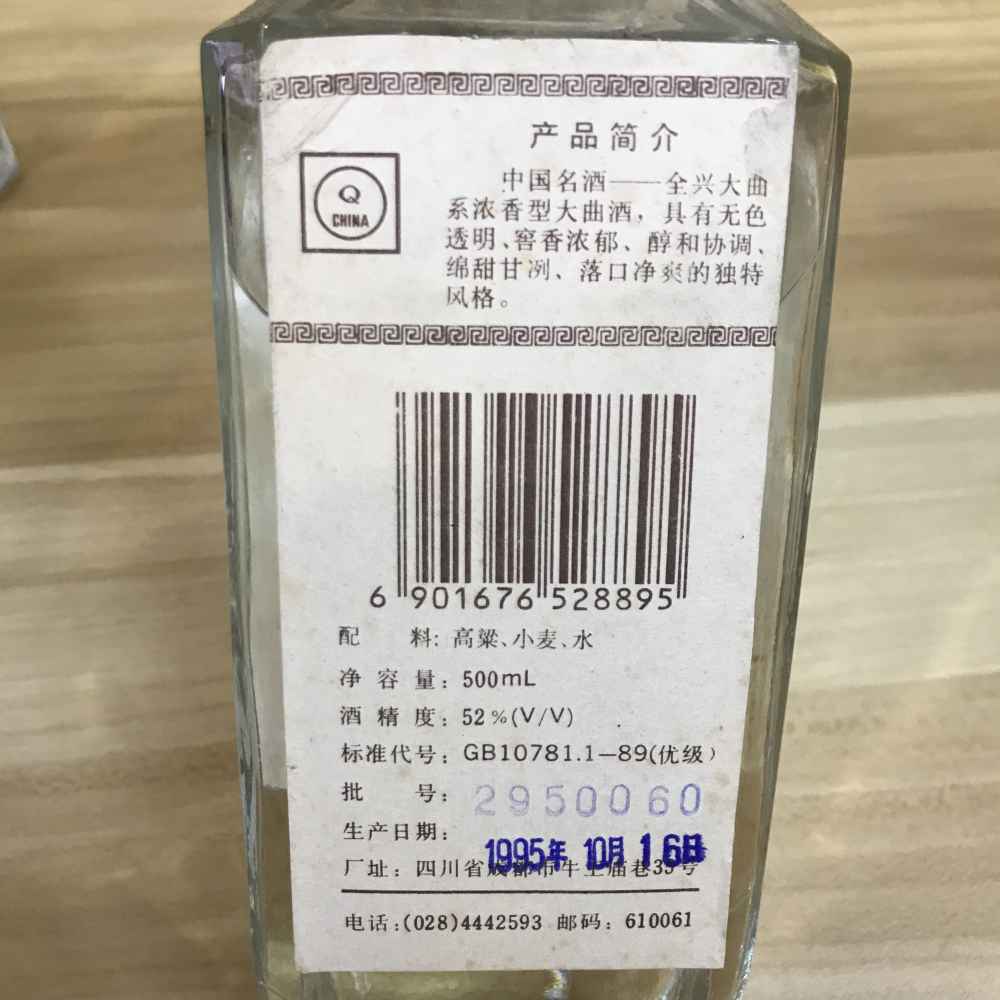 产品简介
Q
CHINA
中国名酒——全兴大曲
系浓香型大曲酒，具有无色
透明、窖香浓郁、醇和协调、
绵甜甘冽、落口净爽的独特
风格。
6 901676 528895
配 料: 高粱、小麦、水
净容量: 500mL
酒精度: 52%(V/V)
标准代号: GB10781.1—89(优级)
批 号: 2950060
生产日期: 1995年 10月 16日
厂址: 四川省成都市牛王庙巷39号
电话:(028)4442593 邮码: 610061